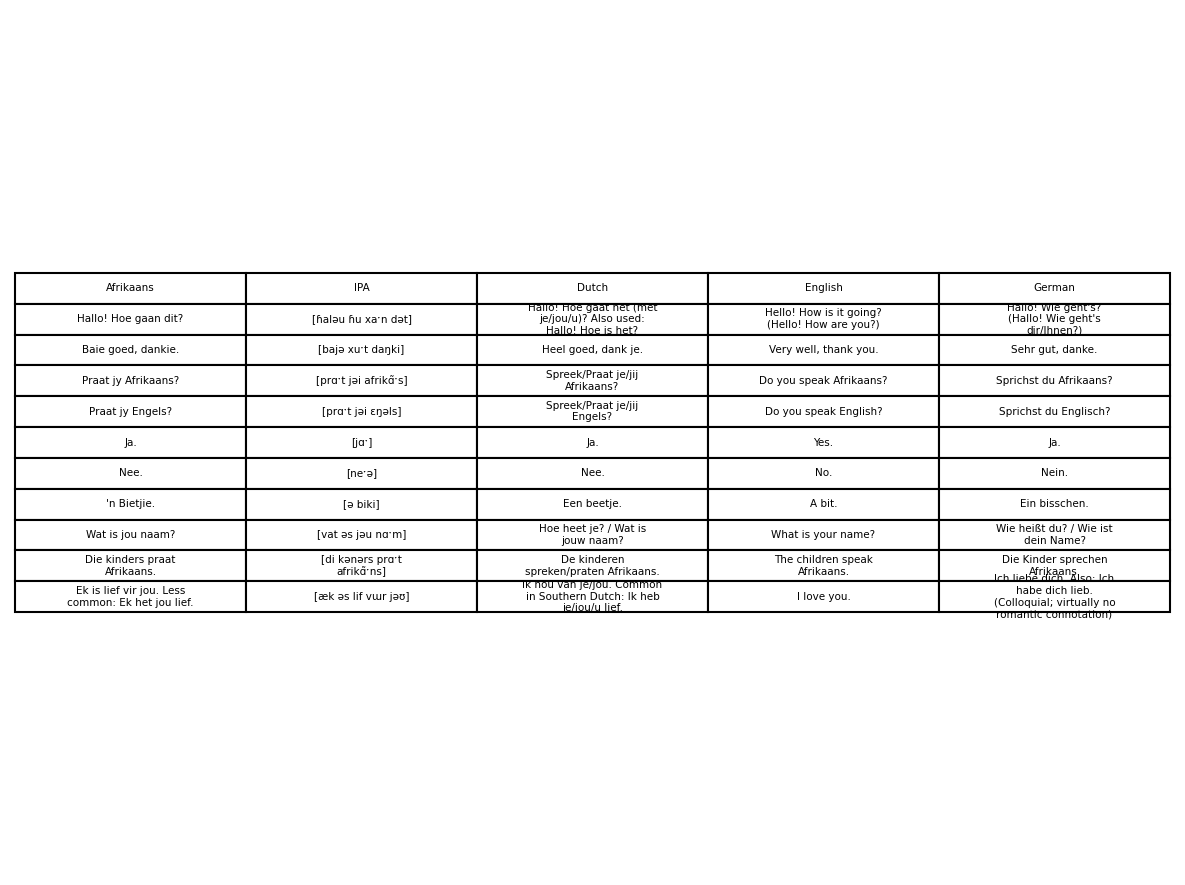 Afrikaans IPA Dutch English German
Hallo! Hoe gaan dit? [ɦaləu ɦu xaˑn dət] Hallo! Hoe gaat het (met Hello! How is it going? Hallo! Wie geht's?
je/jou/u)? Also used: (Hello! How are you?) (Hallo! Wie geht's
Hallo! Hoe is het? dir/Ihnen?)
Baie goed, dankie. [bajə xuˑt daŋki] Heel goed, dank je. Very well, thank you. Sehr gut, danke.
Praat jy Afrikaans? [prɑˑt jəi afrikɑ̃ˑs] Spreek/Praat je/jij Do you speak Afrikaans? Sprichst du Afrikaans?
Afrikaans?
Praat jy Engels? [prɑˑt jəi ɛŋəls] Spreek/Praat je/jij Do you speak English? Sprichst du Englisch?
Engels?
Ja. [jɑˑ] Ja. Yes. Ja.
Nee. [neˑə] Nee. No. Nein.
'n Bietjie. [ə biki] Een beetje. A bit. Ein bisschen.
Wat is jou naam? [vat əs jəu nɑˑm] Hoe heet je? / Wat is What is your name? Wie heißt du? / Wie ist
jouw naam? dein Name?
Die kinders praat [di kənərs prɑˑt De kinderen The children speak Die Kinder sprechen
Afrikaans. afrikɑ̃ˑns] spreken/praten Afrikaans. Afrikaans. Afrikaans.
Ek is lief vir jou. Less [æk əs lif vɯr jəʊ] Ik hou van je/jou. Common I love you. Ich liebe dich. Also: Ich
common: Ek het jou lief. in Southern Dutch: Ik heb habe dich lieb.
je/jou/u lief. (Colloquial; virtually no
romantic connotation)